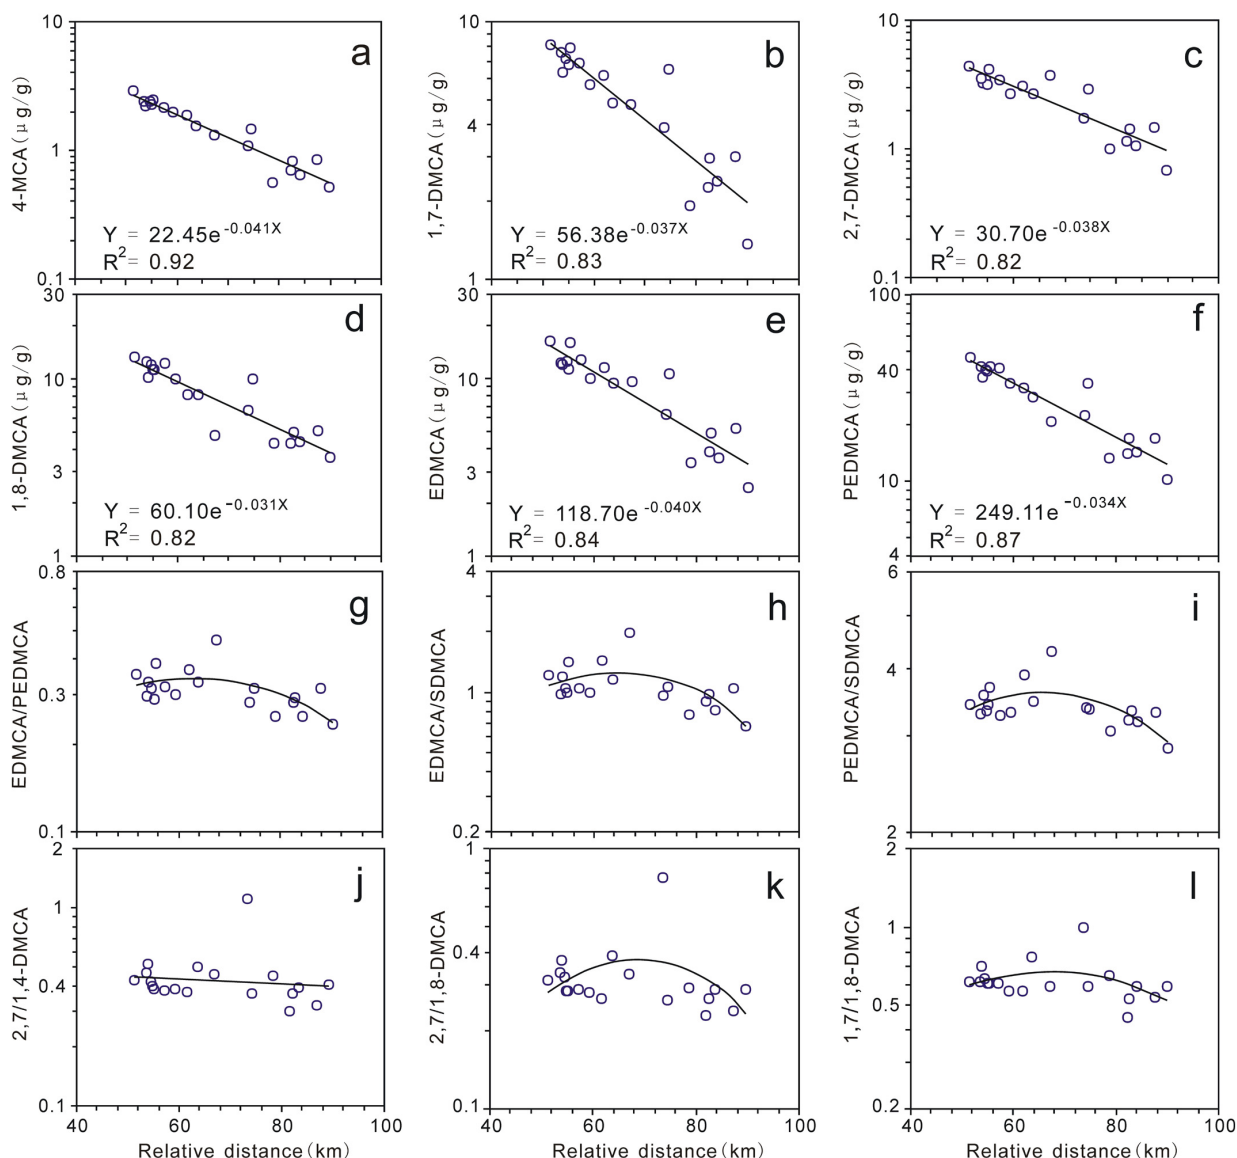 10
1
0.1
4-MCA(μg/g)
a
Y = 22.45e^-0.041X
R²= 0.92
10
4
1
1,7-DMCA(μg/g)
b
Y = 56.38e^-0.037X
R²= 0.83
10
1
0.1
2,7-DMCA(μg/g)
c
Y = 30.70e^-0.038X
R²= 0.82
30
10
3
1
1,8-DMCA(μg/g)
d
Y = 60.10e^-0.031X
R²= 0.82
30
10
3
1
EDMCA(μg/g)
e
Y = 118.70e^-0.040X
R²= 0.84
100
40
10
4
PEDMCA(μg/g)
f
Y = 249.11e^-0.034X
R²= 0.87
0.8
0.3
0.1
EDMCA/PEDMCA
g
4
1
0.2
EDMCA/SDMCA
h
6
4
2
PEDMCA/SDMCA
i
2
1
0.4
0.1
2,7/1,4-DMCA
j
40 60 80 100
Relative distance(km)
1
0.4
0.1
2,7/1,8-DMCA
k
40 60 80 100
Relative distance(km)
2
1
0.5
0.2
1,7/1,8-DMCA
l
40 60 80 100
Relative distance(km)